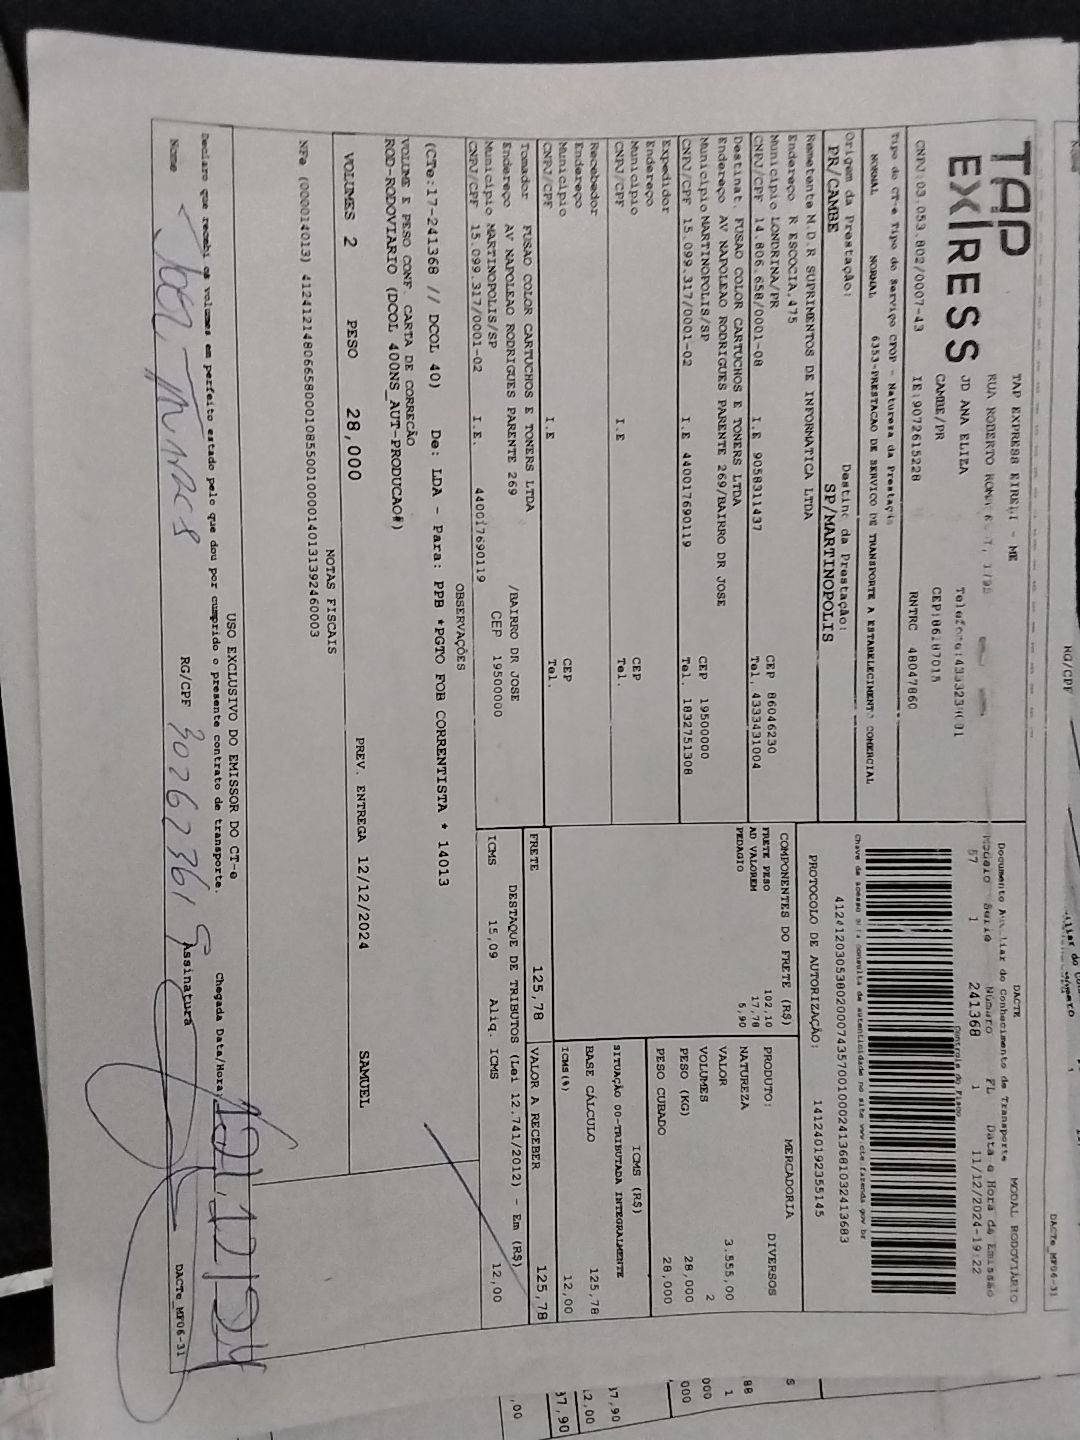 TAP
EXPRESS
TAP EXPRESS EIRELI - ME
RUA ROBERTO
JD ANA ELIZA
CAMBE/PR
CNPJ:03.053.802/0007-43 IE:9072615228 RNTRC 48047860
Tipo do CT-e Tipo do Serviço CFOP - Natureza da Prestação
NORMAL NORMAL 6353-PRESTACAO DE SERVICO DE TRANSPORTE A ESTABELECIMENTO COMERCIAL
Origem da Prestação: Destino da Prestação:
PR/CAMBE SP/MARTINOPOLIS
Remetente M.D.R SUPRIMENTOS DE INFORMATICA LTDA
Endereço R ESCOCIA,475
Município LONDRINA/PR CEP 86046230
CNPJ/CPF 14.806.658/0001-08 I.E 9058311437 Tel. 4333431004
Destinat. FUSAO COLOR CARTUCHOS E TONERS LTDA
Endereço AV NAPOLEAO RODRIGUES PARENTE 269/BAIRRO DR JOSE
Município MARTINOPOLIS/SP CEP 19500000
CNPJ/CPF 15.099.317/0001-02 I.E 440017690119 Tel. 1832751308
Expedidor
Endereço
Município CEP
CNPJ/CPF I.E Tel.
Recebedor
Endereço
Município CEP
CNPJ/CPF I.E Tel.
Tomador FUSAO COLOR CARTUCHOS E TONERS LTDA
Endereço AV NAPOLEAO RODRIGUES PARENTE 269 /BAIRRO DR JOSE
Município MARTINOPOLIS/SP CEP 19500000
CNPJ/CPF 15.099.317/0001-02 I.E. 440017690119
DACTE MODAL RODOVIÁRIO
Documento Auxiliar do Conhecimento de Transporte
Modelo Serie Número FL Data e Hora de Emissão
57 1 241368 1 11/12/2024-19:22
Controle do Fisco
Chave de acesso p/ consulta de autenticidade no site www.cte.fazenda.gov.br
41241203053802000743570010002413681032413683
PROTOCOLO DE AUTORIZAÇÃO: 141240192355145
COMPONENTES DO FRETE (R$)
FRETE PESO 102,10
AD VALOREM 17,78
PEDAGIO 5,90
MERCADORIA
PRODUTO: DIVERSOS
NATUREZA
VALOR 3.555,00
VOLUMES 2
PESO (KG) 28,000
PESO CUBADO 28,000
ICMS (R$)
SITUAÇÃO 00-TRIBUTADA INTEGRALMENTE
BASE CÁLCULO 125,78
ICMS(%) 12,00
FRETE 125,78 VALOR A RECEBER 125,78
DESTAQUE DE TRIBUTOS (Lei 12.741/2012) - Em (R$)
ICMS 15,09 Aliq. ICMS 12,00
OBSERVAÇÕES
(CTe:17-241368 // DCOL 40) De: LDA - Para: PPB *PGTO FOB CORRENTISTA * 14013
VOLUME E PESO CONF. CARTA DE CORREÇÃO
ROD-RODOVIARIO (DCOL 400NS_AUT-PRODUCAO#)
VOLUMES 2 PESO 28,000 PREV. ENTREGA 12/12/2024 SAMUEL
NOTAS FISCAIS
NFe (000014013) 41241214806658000108550010000140131392460003
USO EXCLUSIVO DO EMISSOR DO CT-e
Declaro que recebi os volumes em perfeito estado pelo que dou por cumprido o presente contrato de transporte.
Chegada Data/Hora
Nome RG/CPF Assinatura
DACTe_MF06-31
RG/CPF
DACTe_MF06-31